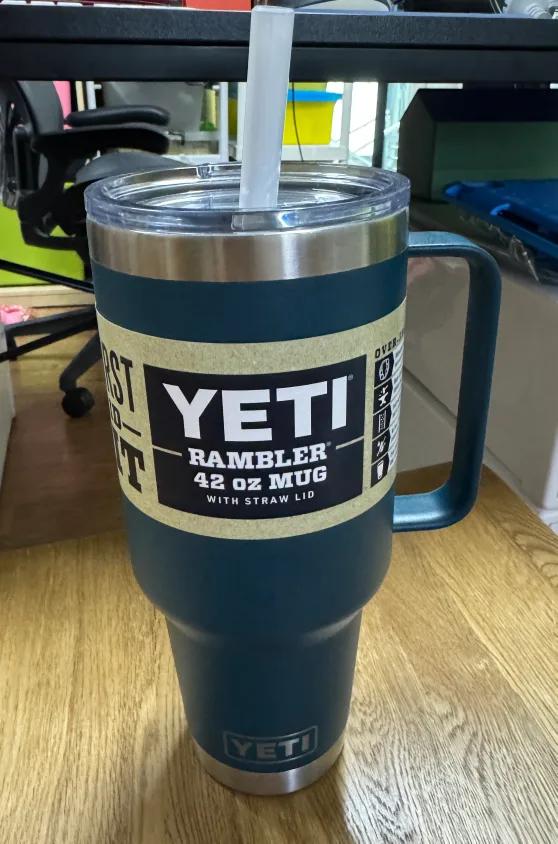 YETI
RAMBLER
42 oz MUG
WITH STRAW LID
YETI